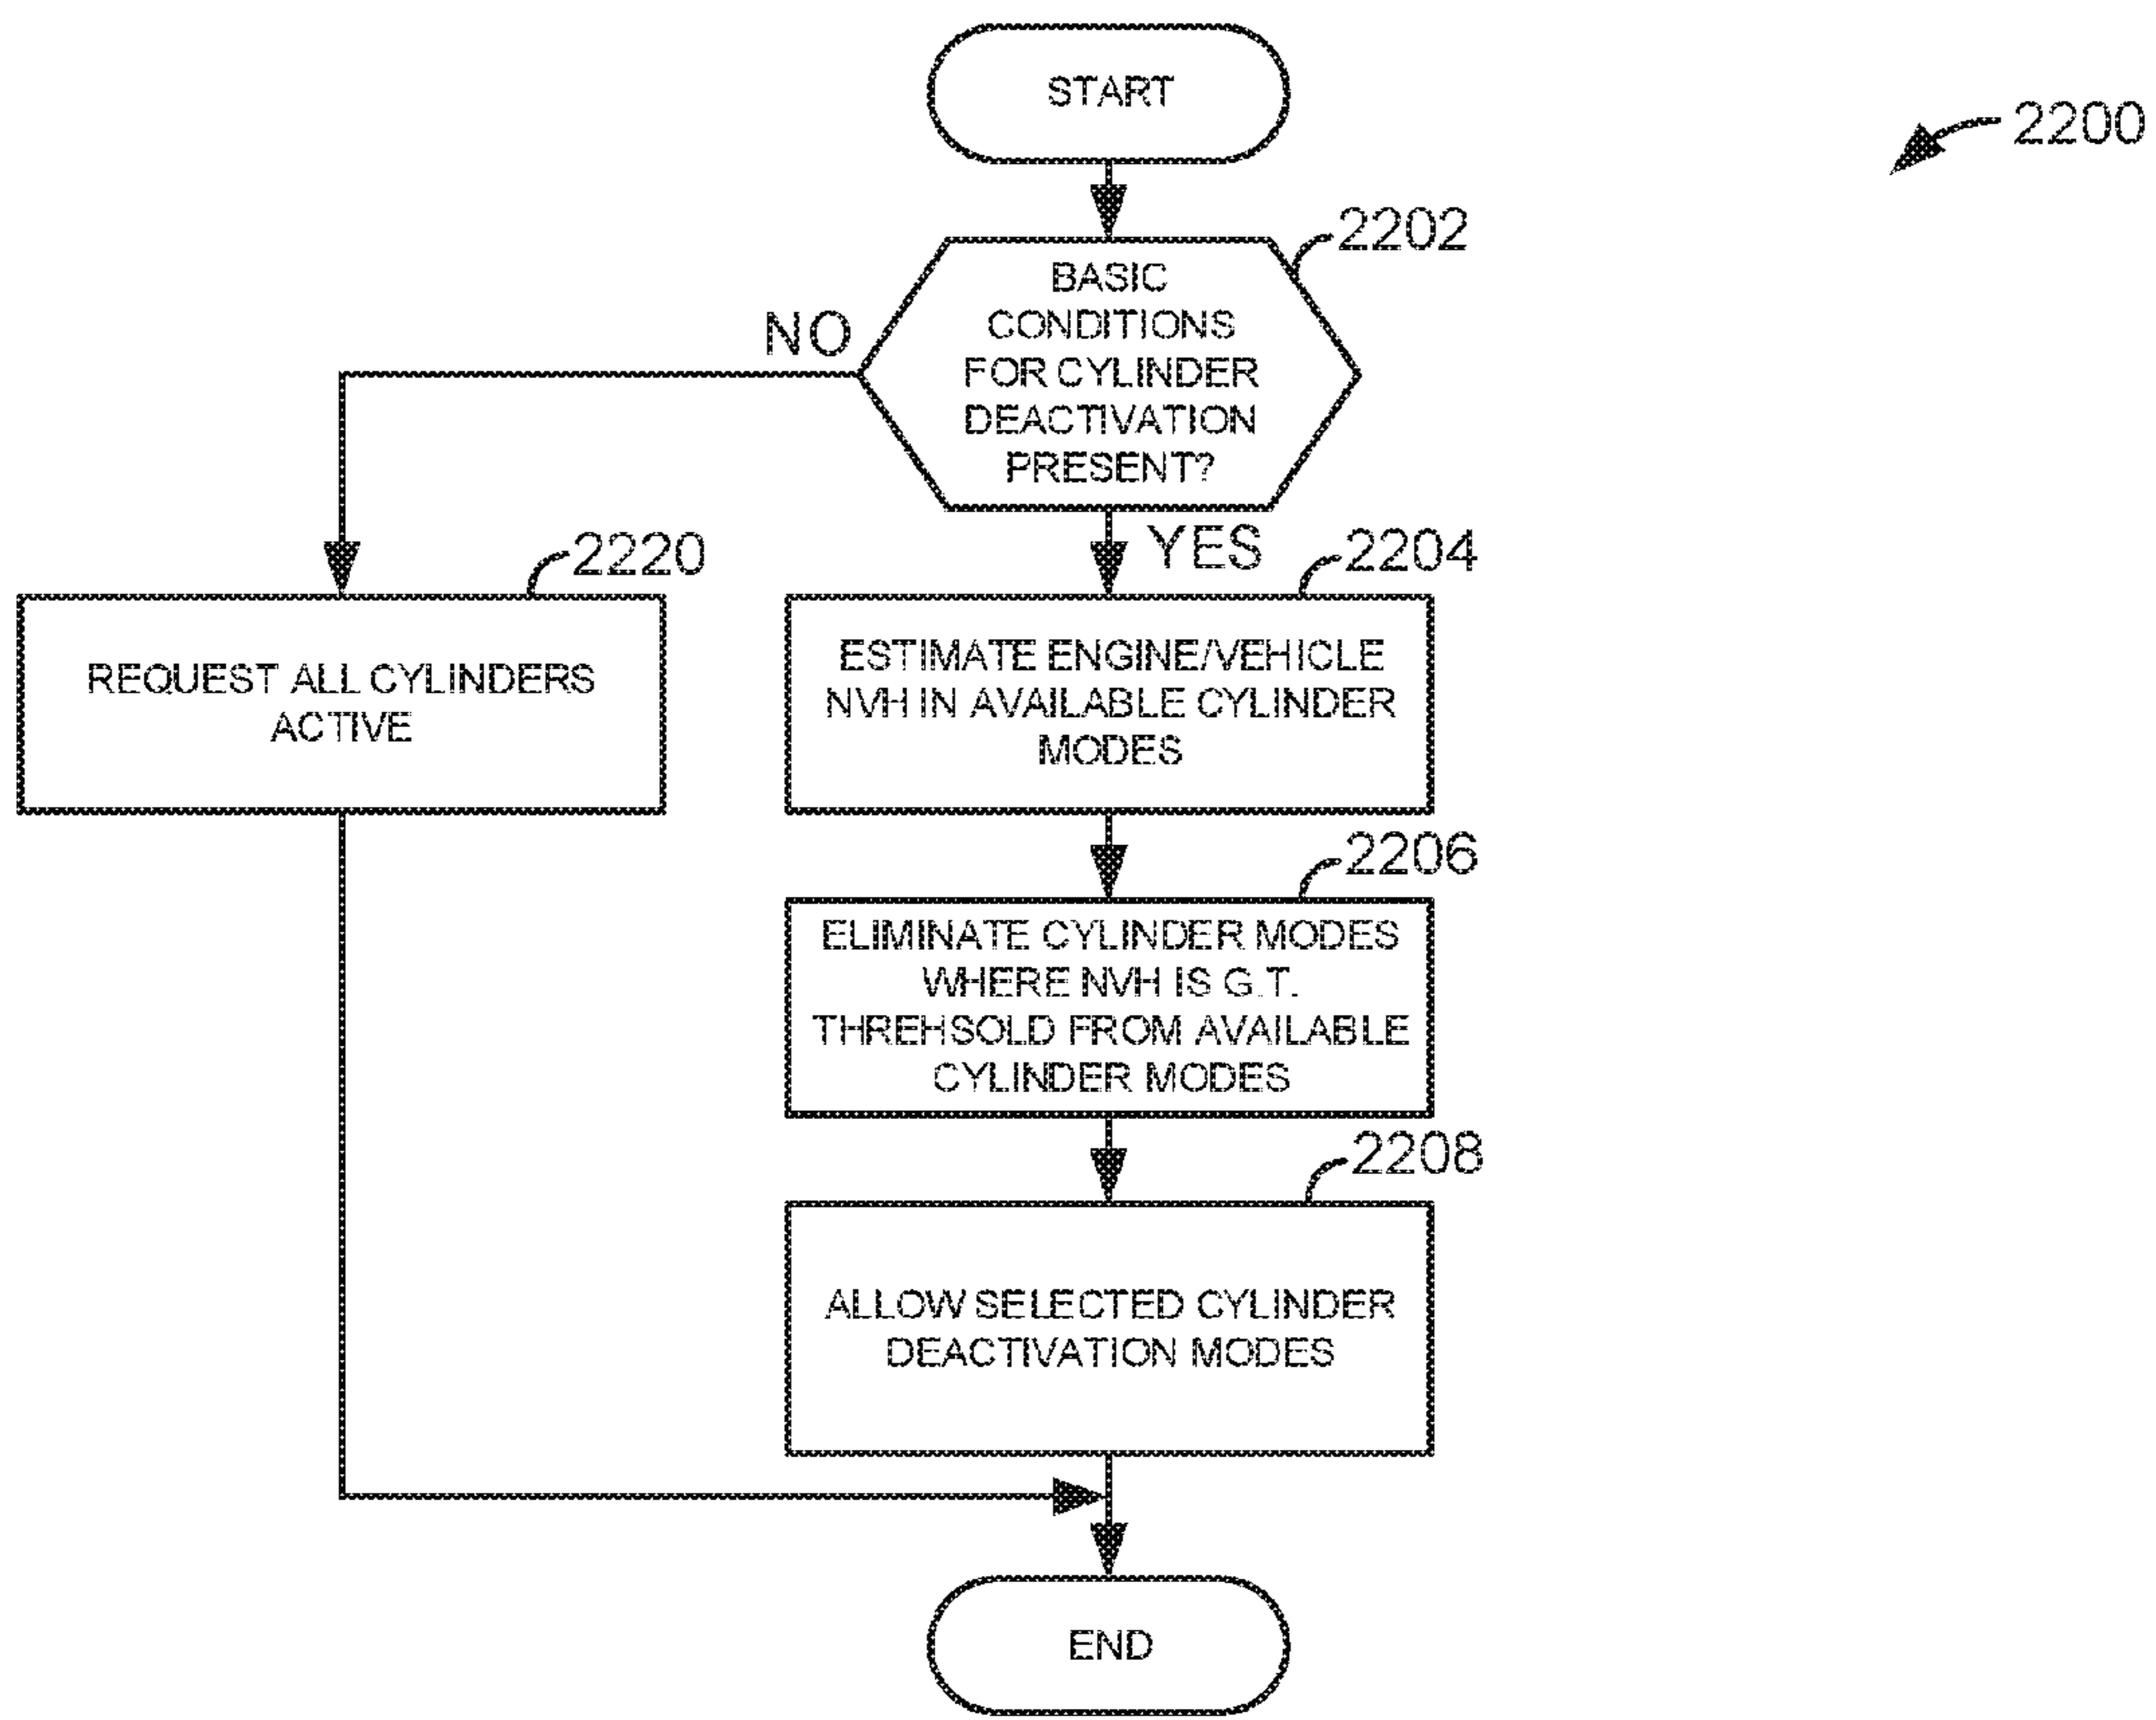 START
2200
2202
BASIC
CONDITIONS
FOR CYLINDER
DEACTIVATION
PRESENT?
NO
YES
2220
REQUEST ALL CYLINDERS
ACTIVE
2204
ESTIMATE ENGINE/VEHICLE
NVH IN AVAILABLE CYLINDER
MODES
2206
ELIMINATE CYLINDER MODES
WHERE NVH IS G.T.
THREHSOLD FROM AVAILABLE
CYLINDER MODES
2208
ALLOW SELECTED CYLINDER
DEACTIVATION MODES
END